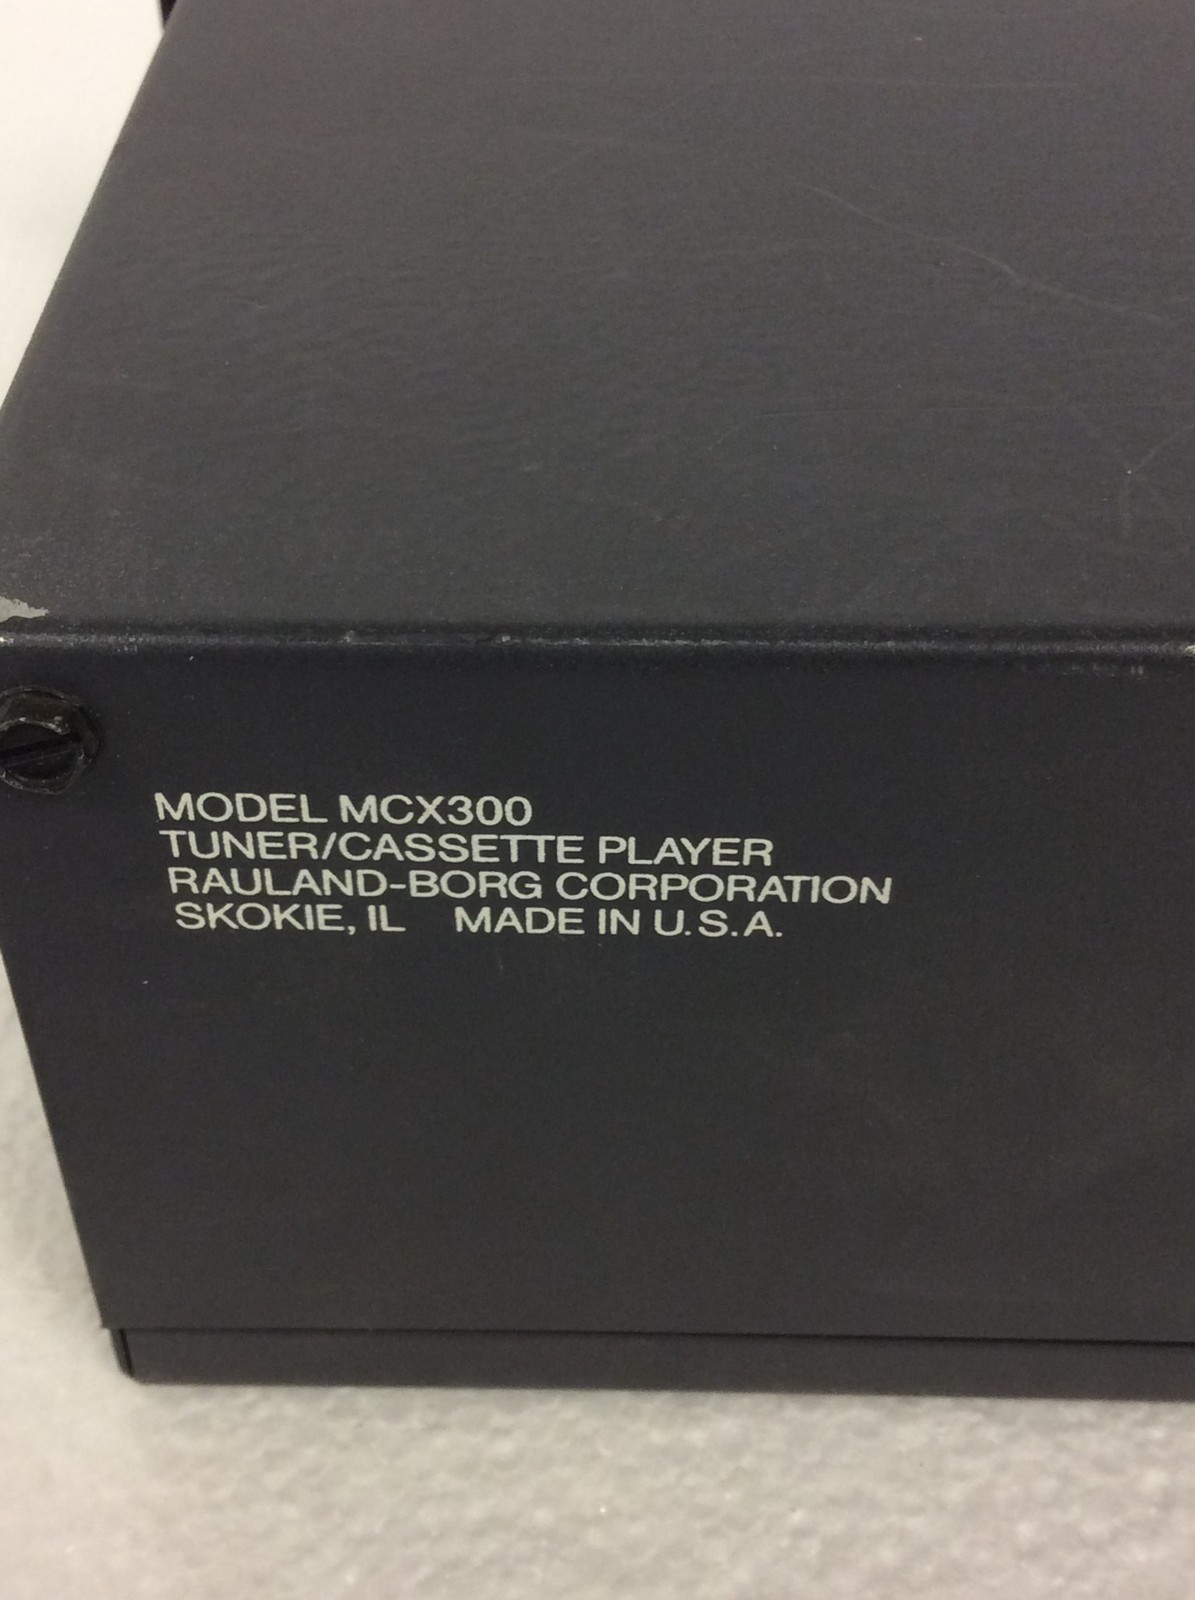 MODEL MCX300
TUNER/CASSETTE PLAYER
RAULAND-BORG CORPORATION
SKOKIE, IL MADE IN U.S.A.